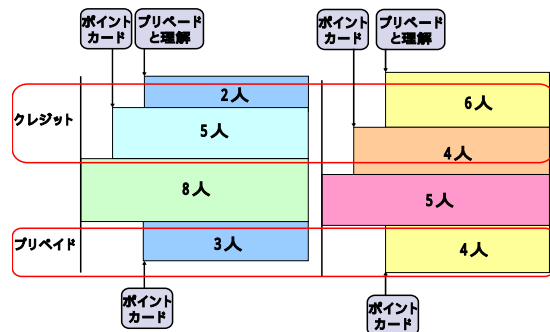 ポイント
カード
プリペード
と理解
ポイント
カード
プリペード
と理解
クレジット
2人
5人
8人
3人
6人
4人
5人
4人
プリペイド
ポイント
カード
ポイント
カード